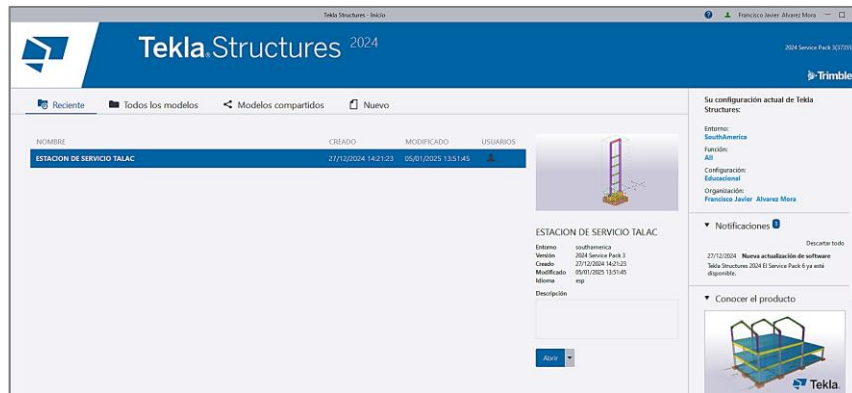 Tekla Structures - Inicio
Francisco Javier Alvarez Mora
Tekla Structures 2024
2024 Service Pack 3
Trimble
Reciente
Todos los modelos
Modelos compartidos
Nuevo
NOMBRE CREADO MODIFICADO USUARIOS
ESTACION DE SERVICIO TALAC 27/12/2024 14:21:23 05/01/2025 13:51:45
ESTACION DE SERVICIO TALAC
Entorno southamerica
Versión 2024 Service Pack 3
Creado 27/12/2024 14:21:23
Modificado 05/01/2025 13:51:45
Idioma esp
Descripción
Abrir
Su configuración actual de Tekla
Structures:
Entorno:
SouthAmerica
Función:
All
Configuración:
Educacional
Organización:
Francisco Javier Alvarez Mora
Notificaciones 1
Descartar todo
27/12/2024 Nueva actualización de software
Tekla Structures 2024 El Service Pack 6 ya está
disponible.
Conocer el producto
Tekla